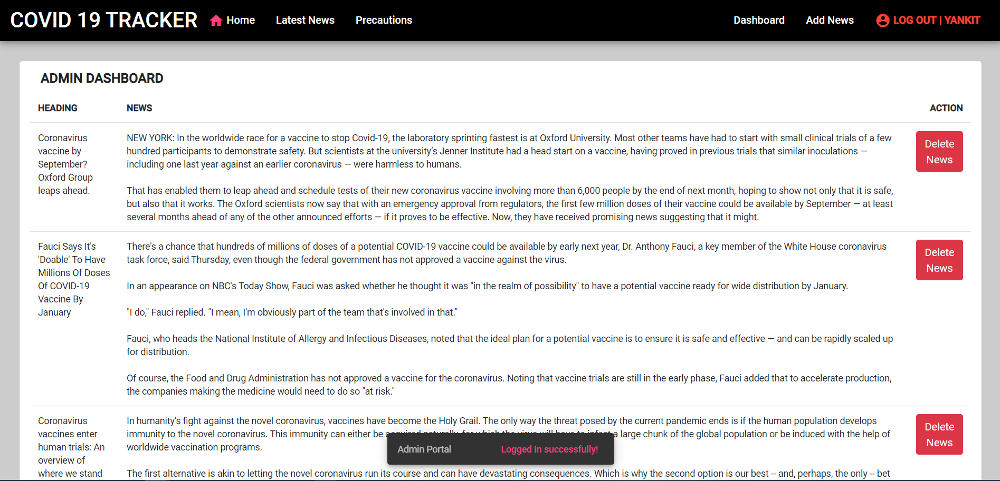 COVID 19 TRACKER Home Latest News Precautions Dashboard Add News LOG OUT | YANKIT
ADMIN DASHBOARD
HEADING NEWS ACTION
Coronavirus
vaccine by
September?
Oxford Group
leaps ahead.
NEW YORK: In the worldwide race for a vaccine to stop Covid-19, the laboratory sprinting fastest is at Oxford University. Most other teams have had to start with small clinical trials of a few
hundred participants to demonstrate safety. But scientists at the university’s Jenner Institute had a head start on a vaccine, having proved in previous trials that similar inoculations —
including one last year against an earlier coronavirus — were harmless to humans.
That has enabled them to leap ahead and schedule tests of their new coronavirus vaccine involving more than 6,000 people by the end of next month, hoping to show not only that it is safe,
but also that it works. The Oxford scientists now say that with an emergency approval from regulators, the first few million doses of their vaccine could be available by September — at least
several months ahead of any of the other announced efforts — if it proves to be effective. Now, they have received promising news suggesting that it might.
Delete
News
Fauci Says It's
'Doable' To Have
Millions Of Doses
Of COVID-19
Vaccine By
January
There's a chance that hundreds of millions of doses of a potential COVID-19 vaccine could be available by early next year, Dr. Anthony Fauci, a key member of the White House coronavirus
task force, said Thursday, even though the federal government has not approved a vaccine against the virus.
In an appearance on NBC's Today Show, Fauci was asked whether he thought it was "in the realm of possibility" to have a potential vaccine ready for wide distribution by January.
"I do," Fauci replied. "I mean, I'm obviously part of the team that's involved in that."
Fauci, who heads the National Institute of Allergy and Infectious Diseases, noted that the ideal plan for a potential vaccine is to ensure it is safe and effective — and can be rapidly scaled up
for distribution.
Of course, the Food and Drug Administration has not approved a vaccine for the coronavirus. Noting that vaccine trials are still in the early phase, Fauci added that to accelerate production,
the companies making the medicine would need to do so "at risk."
Delete
News
Coronavirus
vaccines enter
human trials: An
overview of
where we stand
In humanity's fight against the novel coronavirus, vaccines have become the Holy Grail. The only way the threat posed by the current pandemic ends is if the human population develops
immunity to the novel coronavirus. This immunity can either be a large chunk of the global population or be induced with the help of
worldwide vaccination programs.
The first alternative is akin to letting the novel coronavirus run its course and can have devastating consequences. Which is why the second option is our best -- and, perhaps, the only -- bet
Delete
News
Admin Portal Logged in successfully!